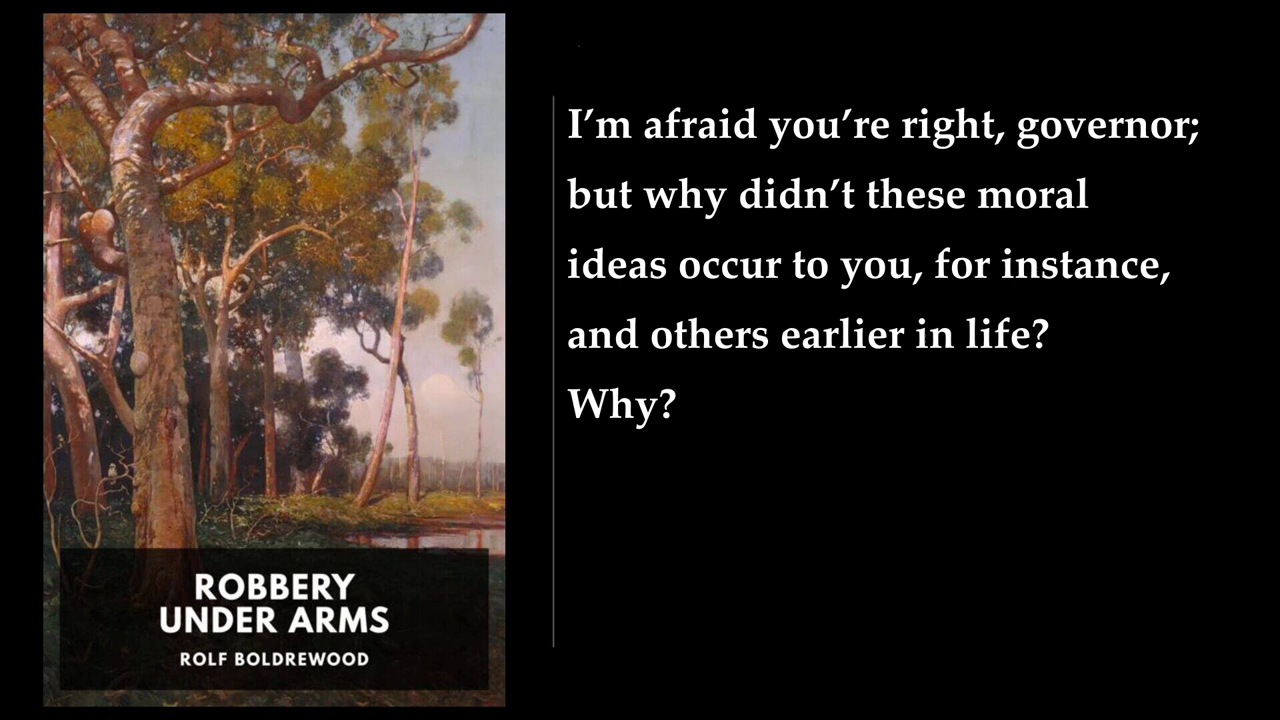 I’m afraid you’re right, governor;
but why didn’t these moral
ideas occur to you, for instance,
and others earlier in life?
Why?
ROBBERY
UNDER ARMS
ROLF BOLDREWOOD